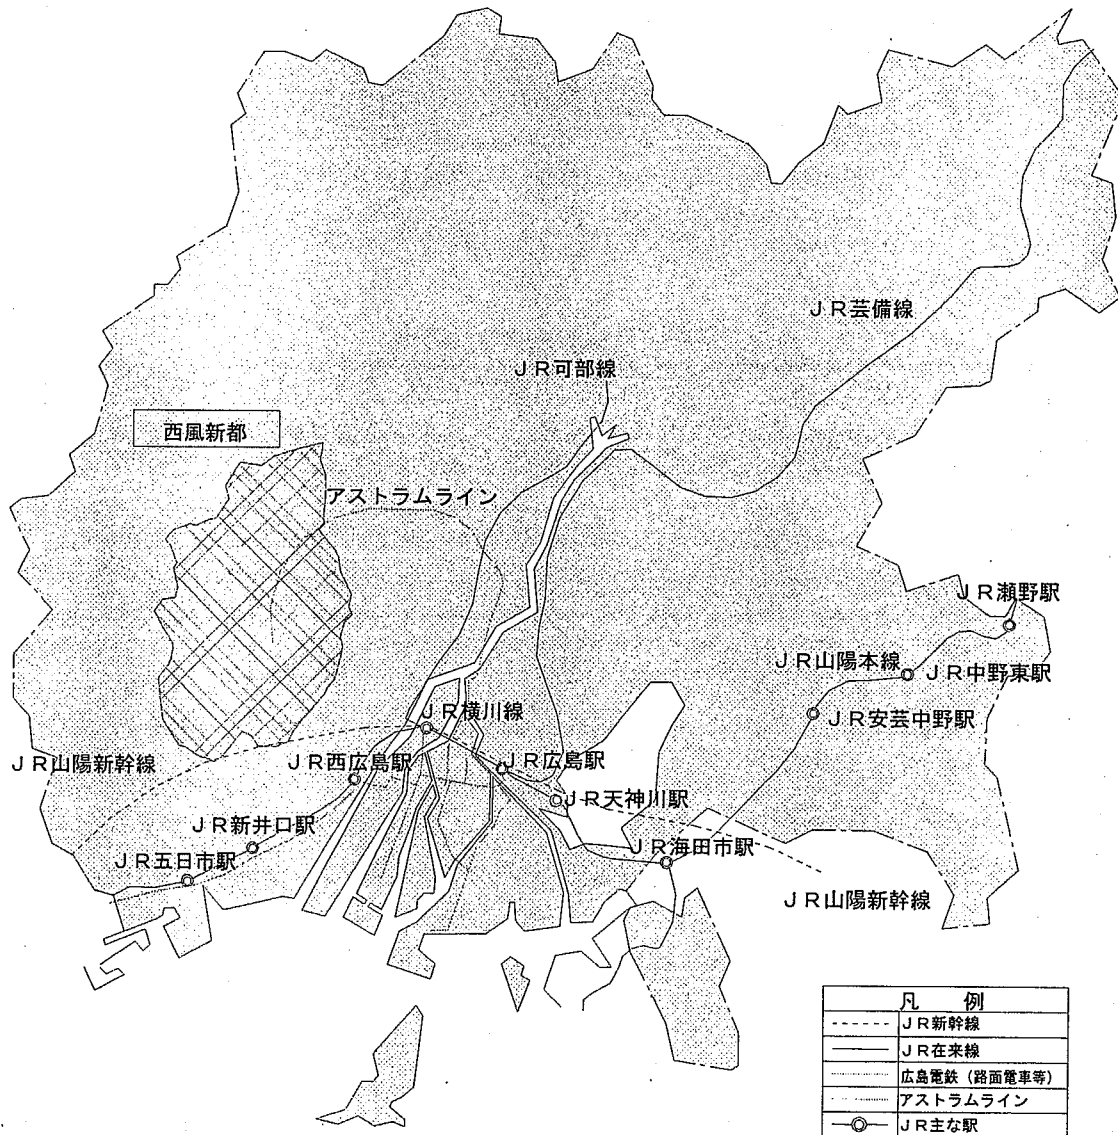 ＪＲ芸備線
ＪＲ可部線
西風新都
アストラムライン
ＪＲ瀬野駅
ＪＲ山陽本線
ＪＲ中野東駅
ＪＲ安芸中野駅
ＪＲ横川線
ＪＲ山陽新幹線
ＪＲ西広島駅
ＪＲ広島駅
ＪＲ天神川駅
ＪＲ新井口駅
ＪＲ海田市駅
ＪＲ五日市駅
ＪＲ山陽新幹線
凡　例
ＪＲ新幹線
ＪＲ在来線
広島電鉄（路面電車等）
アストラムライン
ＪＲ主な駅